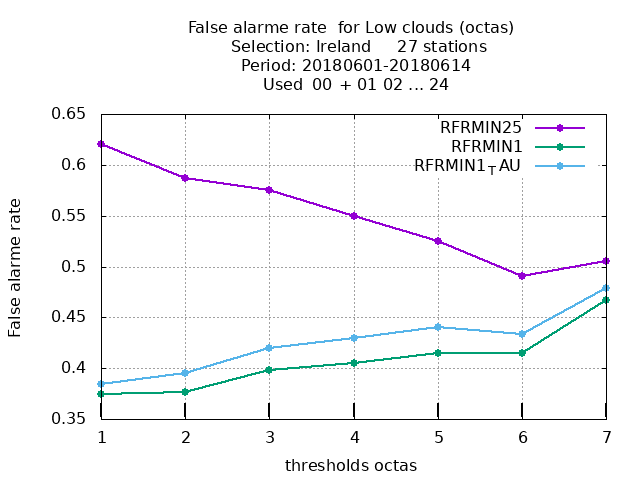 False alarme rate  for Low clouds (octas)
Selection: Ireland     27 stations
Period: 20180601-20180614
Used  00  + 01 02 ... 24
RFRMIN25
RFRMIN1
RFRMIN1_TAU
0.65
0.6
0.55
0.5
0.45
0.4
0.35
False alarme rate
1 2 3 4 5 6 7
thresholds octas